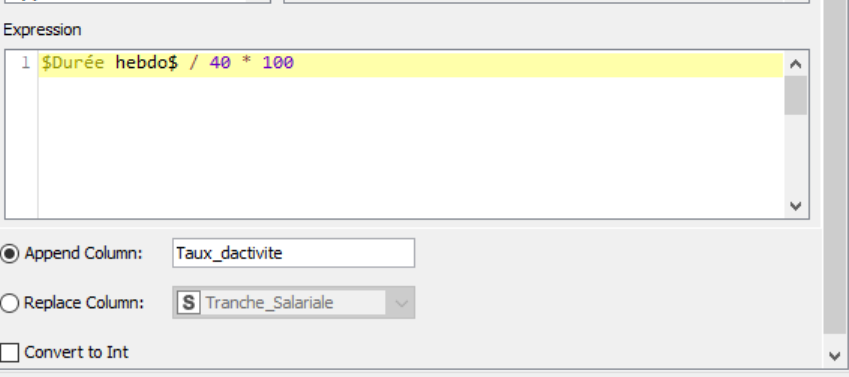 Expression
1 $Durée hebdo$ / 40 * 100
Append Column: Taux_dactivite
Replace Column: S Tranche_Salariale
Convert to Int